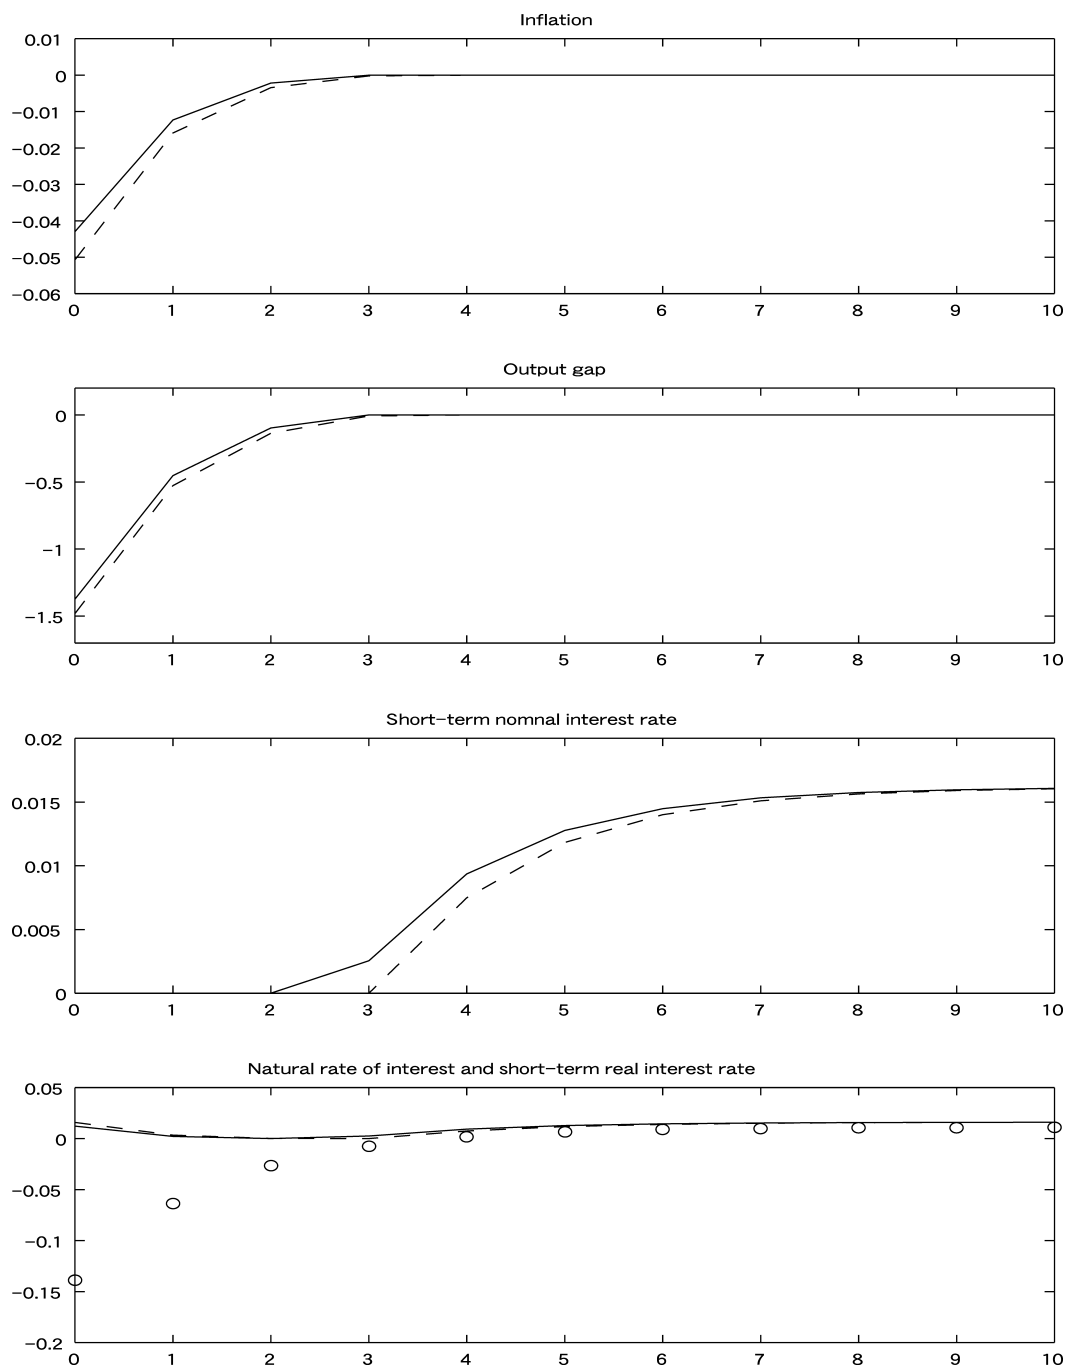 Inflation
0.01
0
−0.01
−0.02
−0.03
−0.04
−0.05
−0.06
0 1 2 3 4 5 6 7 8 9 10
Output gap
0
−0.5
−1
−1.5
0 1 2 3 4 5 6 7 8 9 10
Short−term nomnal interest rate
0.02
0.015
0.01
0.005
0
0 1 2 3 4 5 6 7 8 9 10
Natural rate of interest and short−term real interest rate
0.05
0
−0.05
−0.1
−0.15
−0.2
0 1 2 3 4 5 6 7 8 9 10